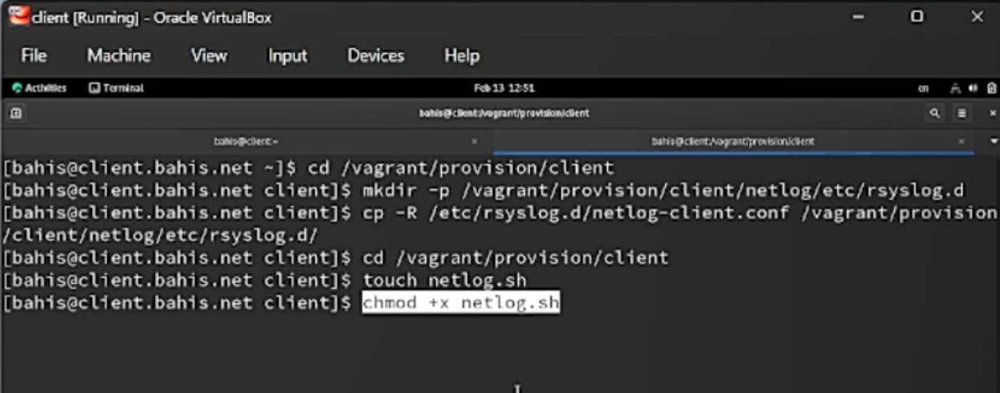 client [Running] - Oracle VirtualBox
File Machine View Input Devices Help
Activities Terminal Feb 13 12:51 en
bahis@client:/vagrant/provision/client
bahis@client:~ × bahis@client:/vagrant/provision/client ×
[bahis@client.bahis.net ~]$ cd /vagrant/provision/client
[bahis@client.bahis.net client]$ mkdir -p /vagrant/provision/client/netlog/etc/rsyslog.d
[bahis@client.bahis.net client]$ cp -R /etc/rsyslog.d/netlog-client.conf /vagrant/provision
/client/netlog/etc/rsyslog.d/
[bahis@client.bahis.net client]$ cd /vagrant/provision/client
[bahis@client.bahis.net client]$ touch netlog.sh
[bahis@client.bahis.net client]$ chmod +x netlog.sh